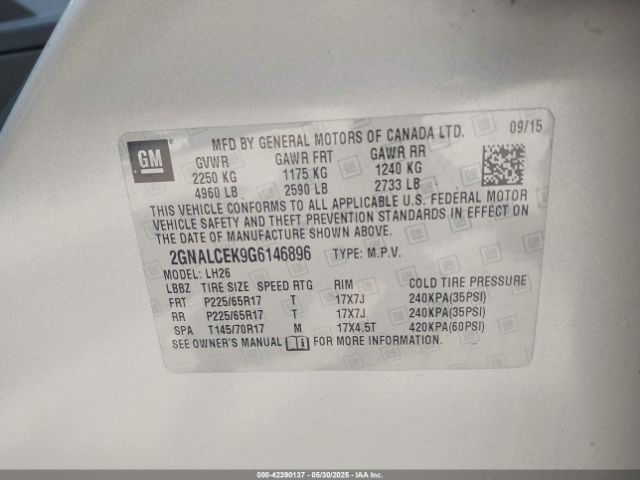 MFD BY GENERAL MOTORS OF CANADA LTD. 09/15
GM
GVWR GAWR FRT GAWR RR
2250 KG 1175 KG 1240 KG
4960 LB 2590 LB 2733 LB
THIS VEHICLE CONFORMS TO ALL APPLICABLE U.S. FEDERAL MOTOR
VEHICLE SAFETY AND THEFT PREVENTION STANDARDS IN EFFECT ON
THE DATE OF MANUFACTURE SHOWN ABOVE.
2GNALCEK9G6146896 TYPE: M.P.V.
MODEL: LH26
LBBZ TIRE SIZE SPEED RTG RIM COLD TIRE PRESSURE
FRT P225/65R17 T 17X7J 240KPA(35PSI)
RR P225/65R17 T 17X7J 240KPA(35PSI)
SPA T145/70R17 M 17X4.5T 420KPA(60PSI)
SEE OWNER'S MANUAL FOR MORE INFORMATION.
000-42390137 - 05/30/2025 - IAAI.COM